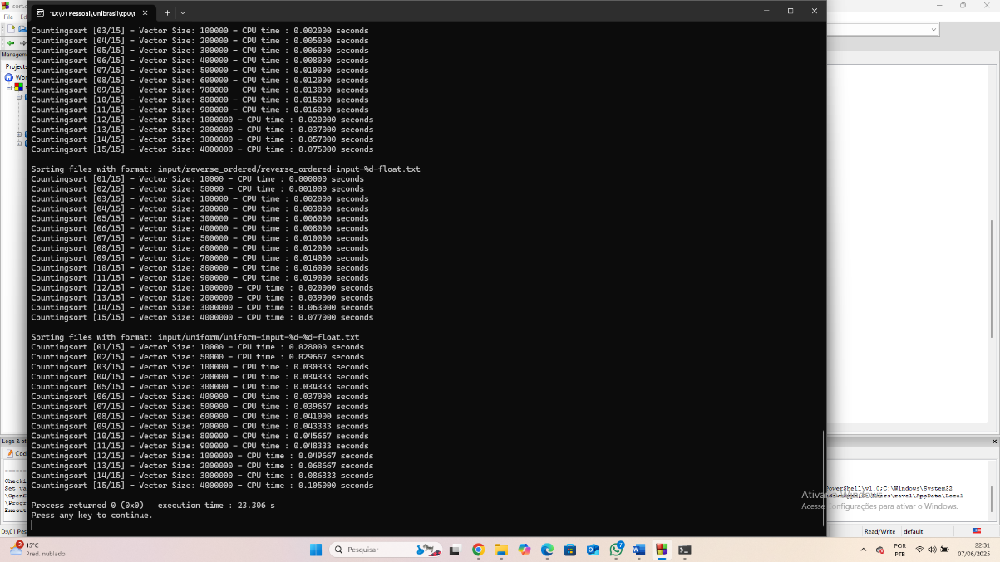 sort.c
"D:\01 Pessoal\Unibrasil\tp0\t
File
Management
Projects
Countingsort [03/15] - Vector Size: 100000 - CPU time : 0.002000 seconds
Countingsort [04/15] - Vector Size: 200000 - CPU time : 0.005000 seconds
Countingsort [05/15] - Vector Size: 300000 - CPU time : 0.006000 seconds
Countingsort [06/15] - Vector Size: 400000 - CPU time : 0.008000 seconds
Countingsort [07/15] - Vector Size: 500000 - CPU time : 0.010000 seconds
Countingsort [08/15] - Vector Size: 600000 - CPU time : 0.012000 seconds
Countingsort [09/15] - Vector Size: 700000 - CPU time : 0.013000 seconds
Countingsort [10/15] - Vector Size: 800000 - CPU time : 0.015000 seconds
Countingsort [11/15] - Vector Size: 900000 - CPU time : 0.016000 seconds
Countingsort [12/15] - Vector Size: 1000000 - CPU time : 0.020000 seconds
Countingsort [13/15] - Vector Size: 2000000 - CPU time : 0.037000 seconds
Countingsort [14/15] - Vector Size: 3000000 - CPU time : 0.057000 seconds
Countingsort [15/15] - Vector Size: 4000000 - CPU time : 0.075000 seconds
Sorting files with format: input/reverse_ordered/reverse_ordered-input-%d-float.txt
Countingsort [01/15] - Vector Size: 10000 - CPU time : 0.000000 seconds
Countingsort [02/15] - Vector Size: 50000 - CPU time : 0.001000 seconds
Countingsort [03/15] - Vector Size: 100000 - CPU time : 0.002000 seconds
Countingsort [04/15] - Vector Size: 200000 - CPU time : 0.003000 seconds
Countingsort [05/15] - Vector Size: 300000 - CPU time : 0.006000 seconds
Countingsort [06/15] - Vector Size: 400000 - CPU time : 0.008000 seconds
Countingsort [07/15] - Vector Size: 500000 - CPU time : 0.010000 seconds
Countingsort [08/15] - Vector Size: 600000 - CPU time : 0.012000 seconds
Countingsort [09/15] - Vector Size: 700000 - CPU time : 0.014000 seconds
Countingsort [10/15] - Vector Size: 800000 - CPU time : 0.016000 seconds
Countingsort [11/15] - Vector Size: 900000 - CPU time : 0.019000 seconds
Countingsort [12/15] - Vector Size: 1000000 - CPU time : 0.020000 seconds
Countingsort [13/15] - Vector Size: 2000000 - CPU time : 0.039000 seconds
Countingsort [14/15] - Vector Size: 3000000 - CPU time : 0.063000 seconds
Countingsort [15/15] - Vector Size: 4000000 - CPU time : 0.077000 seconds
Sorting files with format: input/uniform/uniform-input-%d-%d-float.txt
Countingsort [01/15] - Vector Size: 10000 - CPU time : 0.028000 seconds
Countingsort [02/15] - Vector Size: 50000 - CPU time : 0.029667 seconds
Countingsort [03/15] - Vector Size: 100000 - CPU time : 0.030333 seconds
Countingsort [04/15] - Vector Size: 200000 - CPU time : 0.034333 seconds
Countingsort [05/15] - Vector Size: 300000 - CPU time : 0.034333 seconds
Countingsort [06/15] - Vector Size: 400000 - CPU time : 0.037000 seconds
Countingsort [07/15] - Vector Size: 500000 - CPU time : 0.039667 seconds
Countingsort [08/15] - Vector Size: 600000 - CPU time : 0.041000 seconds
Countingsort [09/15] - Vector Size: 700000 - CPU time : 0.043333 seconds
Countingsort [10/15] - Vector Size: 800000 - CPU time : 0.045667 seconds
Countingsort [11/15] - Vector Size: 900000 - CPU time : 0.048333 seconds
Countingsort [12/15] - Vector Size: 1000000 - CPU time : 0.049667 seconds
Countingsort [13/15] - Vector Size: 2000000 - CPU time : 0.068667 seconds
Countingsort [14/15] - Vector Size: 3000000 - CPU time : 0.086333 seconds
Countingsort [15/15] - Vector Size: 4000000 - CPU time : 0.105000 seconds
Process returned 0 (0x0)   execution time : 23.306 s
Press any key to continue.
Logs & ot
PowerShell\v1.0;C:\Windows\System32
ravel\AppData\Local
Acesse configurações para ativar o Windows.
D:\01 Pes
Read/Write
default
2
15°C
Pred. nublado
Pesquisar
7
POR
PTB
22:31
07/06/2025